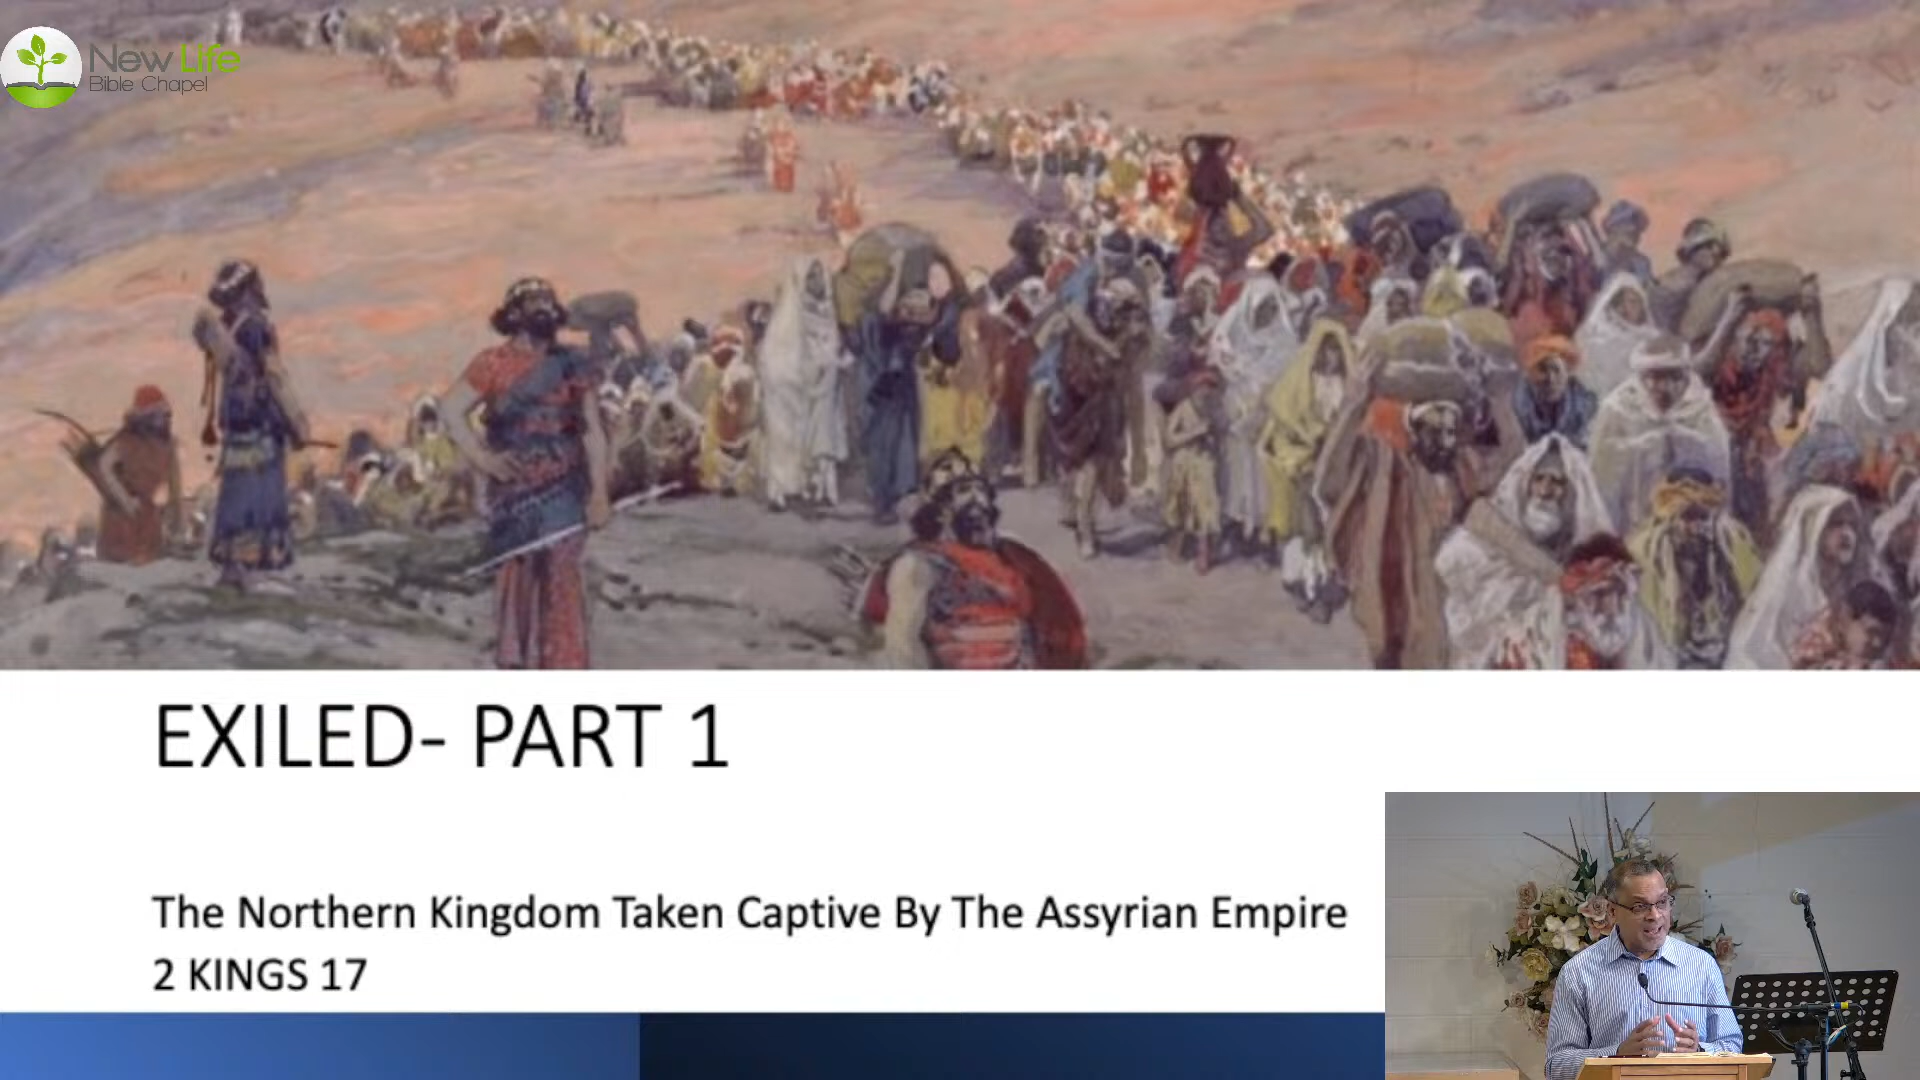 New Life
Bible Chapel
EXILED- PART 1
The Northern Kingdom Taken Captive By The Assyrian Empire
2 KINGS 17